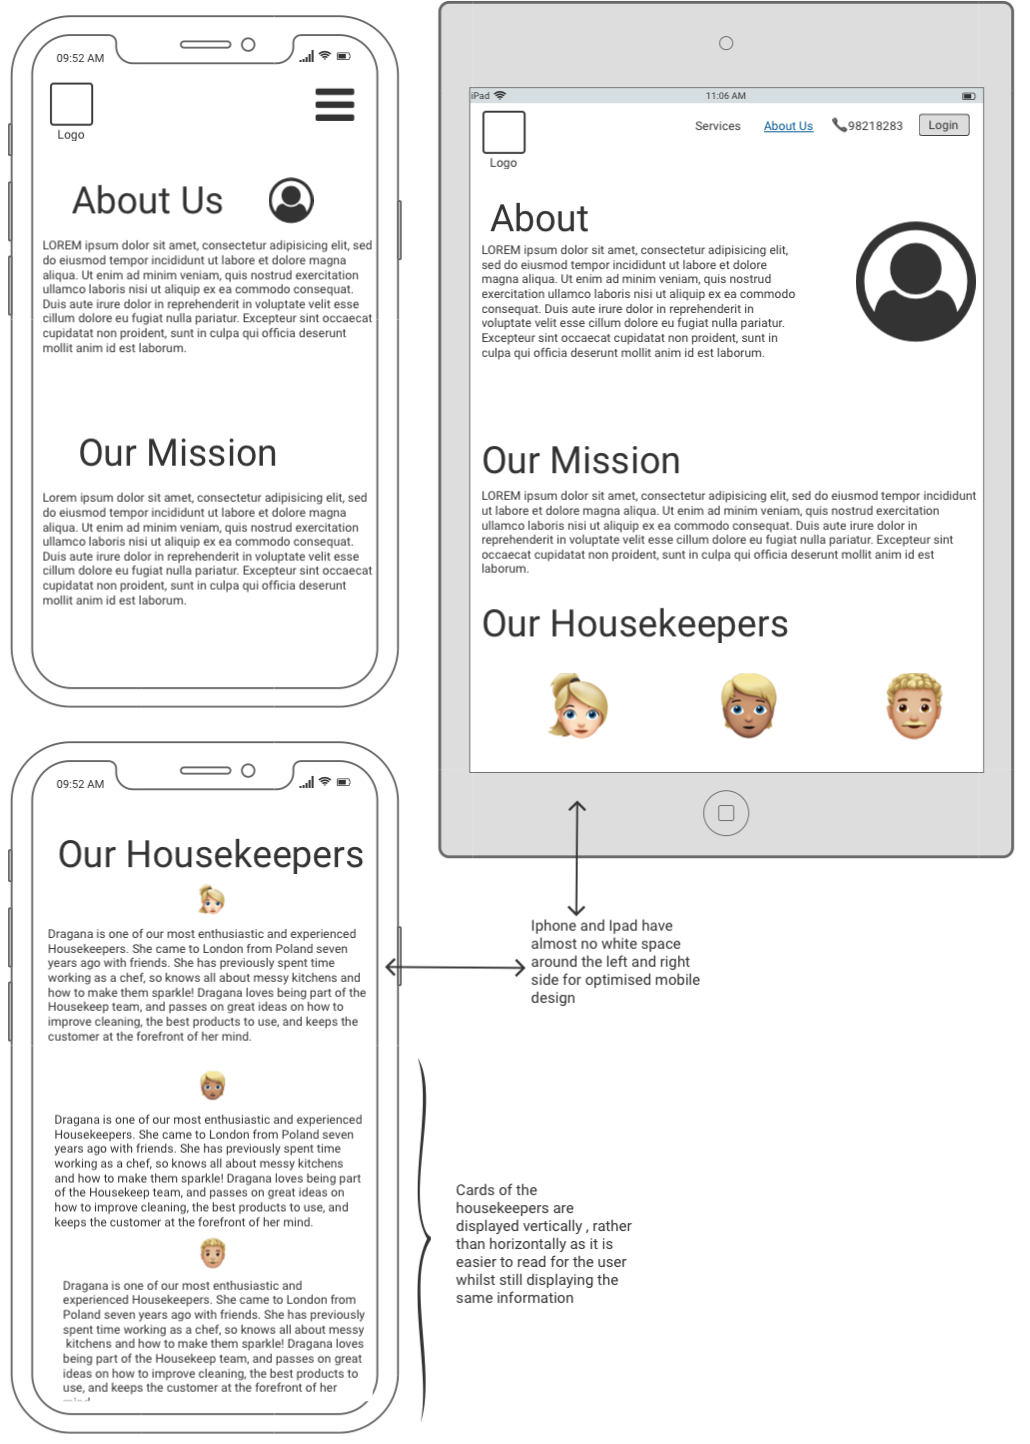 09:52 AM
Logo
About Us
LOREM ipsum dolor sit amet, consectetur adipisicing elit, sed
do eiusmod tempor incididunt ut labore et dolore magna
aliqua. Ut enim ad minim veniam, quis nostrud exercitation
ullamco laboris nisi ut aliquip ex ea commodo consequat.
Duis aute irure dolor in reprehenderit in voluptate velit esse
cillum dolore eu fugiat nulla pariatur. Excepteur sint occaecat
cupidatat non proident, sunt in culpa qui officia deserunt
mollit anim id est laborum.
Our Mission
Lorem ipsum dolor sit amet, consectetur adipisicing elit, sed
do eiusmod tempor incididunt ut labore et dolore magna
aliqua. Ut enim ad minim veniam, quis nostrud exercitation
ullamco laboris nisi ut aliquip ex ea commodo consequat.
Duis aute irure dolor in reprehenderit in voluptate velit esse
cillum dolore eu fugiat nulla pariatur. Excepteur sint occaecat
cupidatat non proident, sunt in culpa qui officia deserunt
mollit anim id est laborum.
iPad
11:06 AM
Logo
Services
About Us
98218283
Login
About
LOREM ipsum dolor sit amet, consectetur adipisicing elit,
sed do eiusmod tempor incididunt ut labore et dolore
magna aliqua. Ut enim ad minim veniam, quis nostrud
exercitation ullamco laboris nisi ut aliquip ex ea commodo
consequat. Duis aute irure dolor in reprehenderit in
voluptate velit esse cillum dolore eu fugiat nulla pariatur.
Excepteur sint occaecat cupidatat non proident, sunt in
culpa qui officia deserunt mollit anim id est laborum.
Our Mission
LOREM ipsum dolor sit amet, consectetur adipisicing elit, sed do eiusmod tempor incididunt
ut labore et dolore magna aliqua. Ut enim ad minim veniam, quis nostrud exercitation
ullamco laboris nisi ut aliquip ex ea commodo consequat. Duis aute irure dolor in
reprehenderit in voluptate velit esse cillum dolore eu fugiat nulla pariatur. Excepteur sint
occaecat cupidatat non proident, sunt in culpa qui officia deserunt mollit anim id est
laborum.
Our Housekeepers
09:52 AM
Our Housekeepers
Dragana is one of our most enthusiastic and experienced
Housekeepers. She came to London from Poland seven
years ago with friends. She has previously spent time
working as a chef, so knows all about messy kitchens and
how to make them sparkle! Dragana loves being part of the
Housekeep team, and passes on great ideas on how to
improve cleaning, the best products to use, and keeps the
customer at the forefront of her mind.
Dragana is one of our most enthusiastic and experienced
Housekeepers. She came to London from Poland seven
years ago with friends. She has previously spent time
working as a chef, so knows all about messy kitchens
and how to make them sparkle! Dragana loves being part
of the Housekeep team, and passes on great ideas on
how to improve cleaning, the best products to use, and
keeps the customer at the forefront of her mind.
Dragana is one of our most enthusiastic and
experienced Housekeepers. She came to London from
Poland seven years ago with friends. She has previously
spent time working as a chef, so knows all about messy
kitchens and how to make them sparkle! Dragana loves
being part of the Housekeep team, and passes on great
ideas on how to improve cleaning, the best products to
use, and keeps the customer at the forefront of her
Iphone and Ipad have
almost no white space
around the left and right
side for optimised mobile
design
Cards of the
housekeepers are
displayed vertically , rather
than horizontally as it is
easier to read for the user
whilst still displaying the
same information